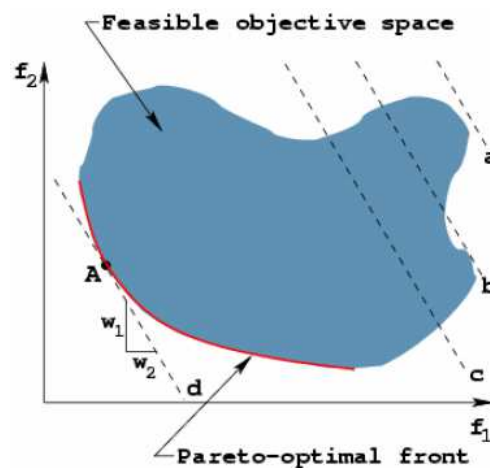 Feasible objective space
f2
a
A
b
w1
w2
d
c
f1
Pareto-optimal front